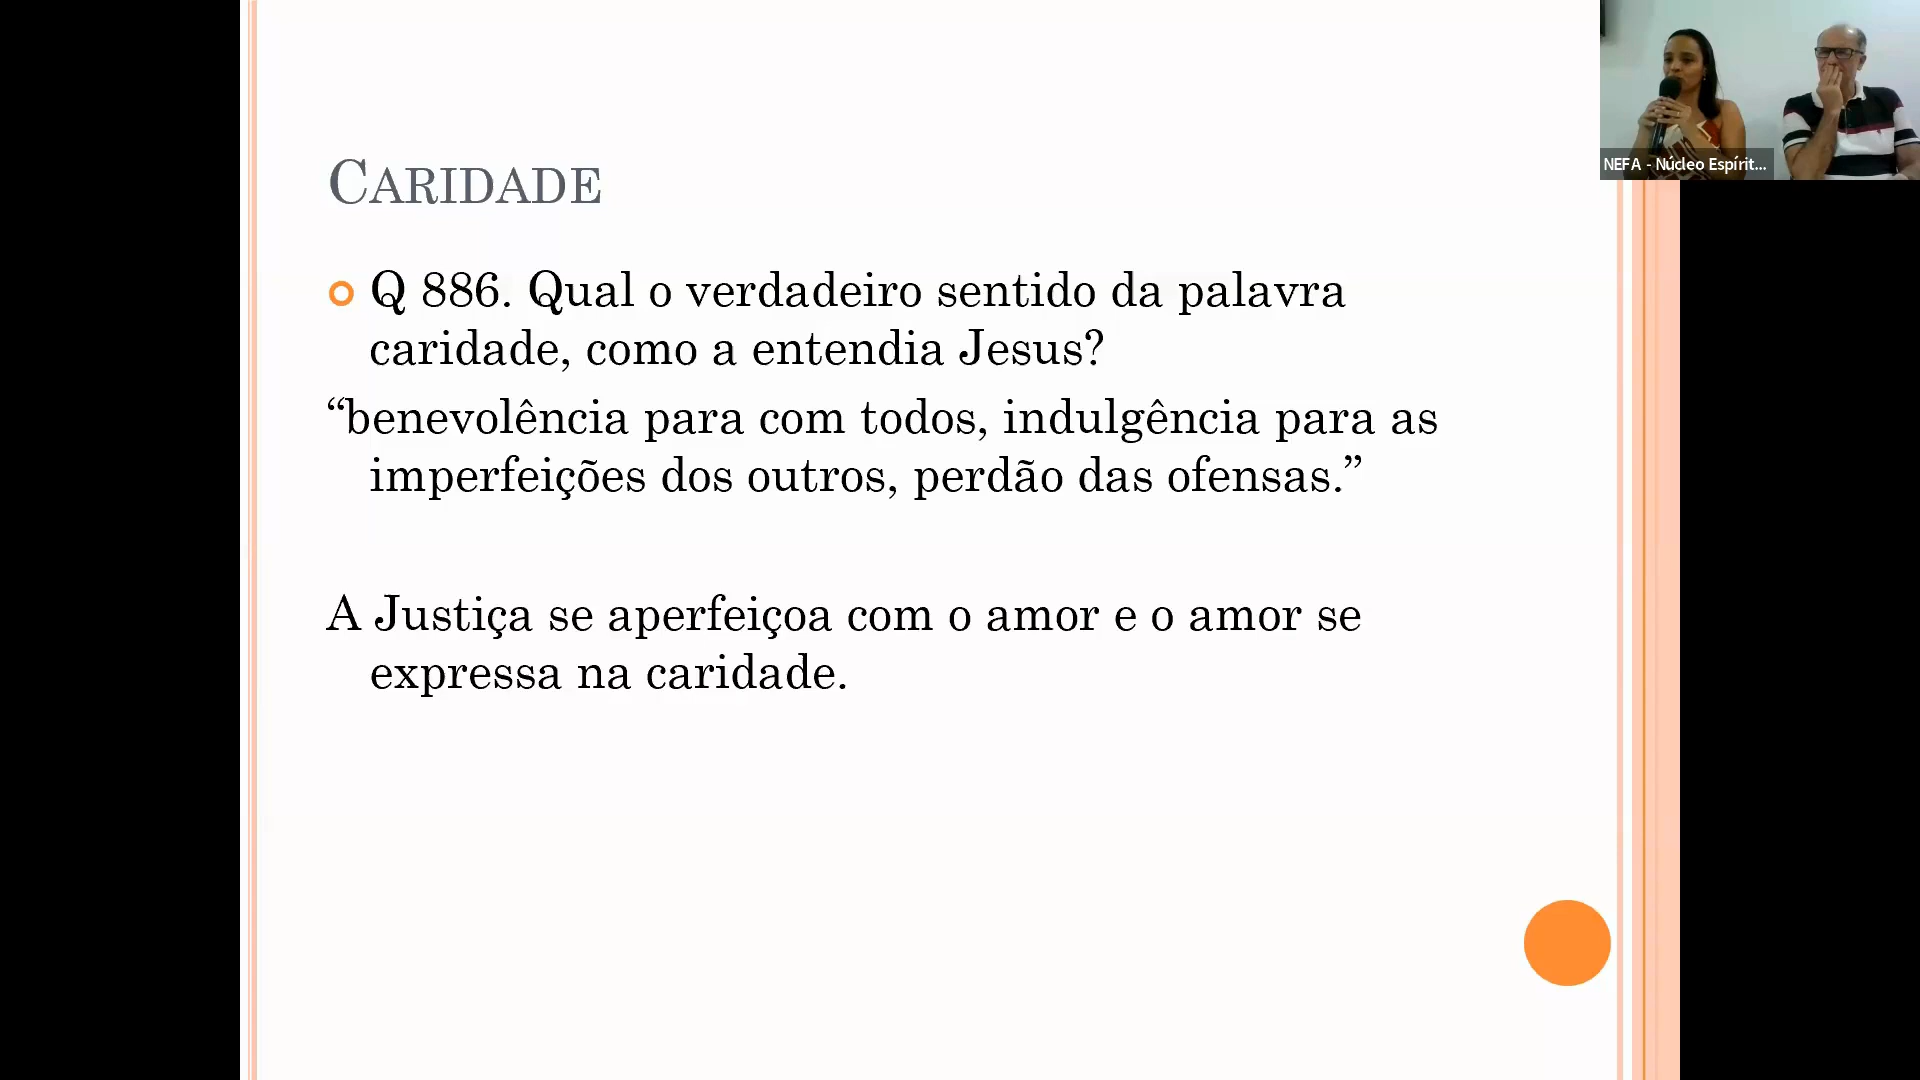 CARIDADE
Q 886. Qual o verdadeiro sentido da palavra
caridade, como a entendia Jesus?
“benevolência para com todos, indulgência para as
imperfeições dos outros, perdão das ofensas.”
A Justiça se aperfeiçoa com o amor e o amor se
expressa na caridade.
NEFA - Núcleo Espírit...